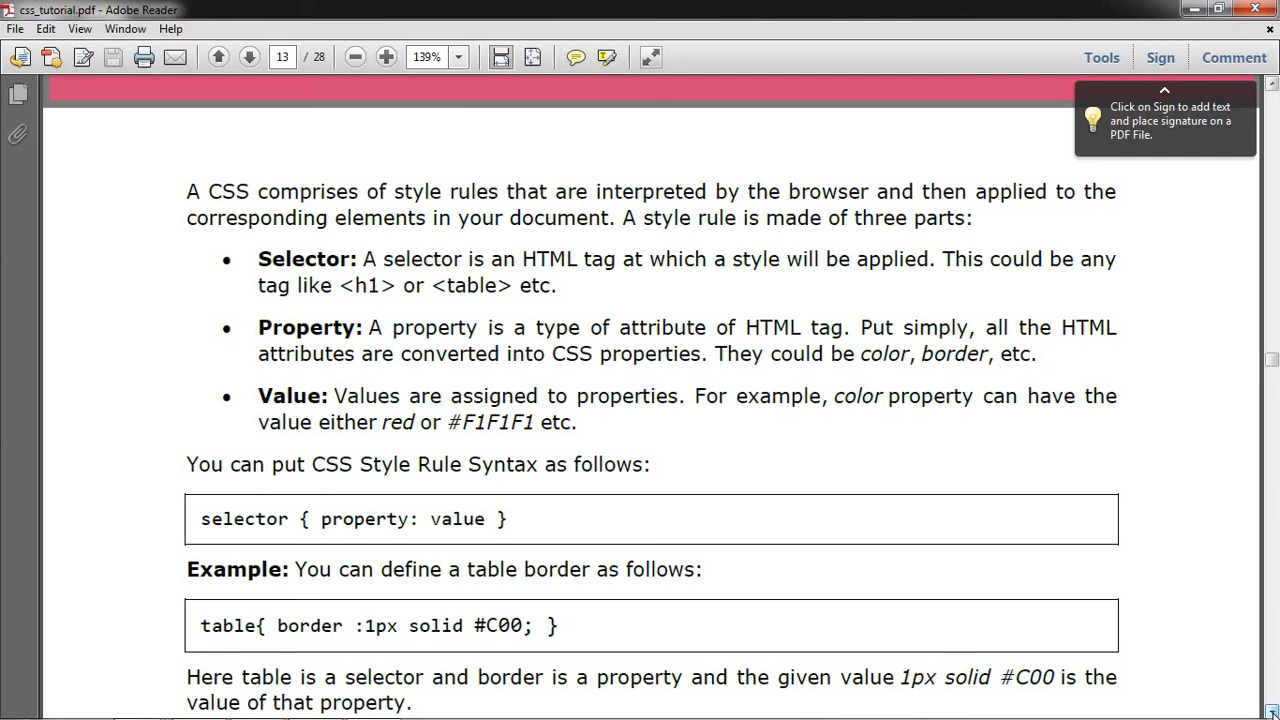 css_tutorial.pdf - Adobe Reader
File Edit View Window Help
13 / 28 139% Tools Sign Comment
Click on Sign to add text
and place signature on a
PDF File.
A CSS comprises of style rules that are interpreted by the browser and then applied to the
corresponding elements in your document. A style rule is made of three parts:
• Selector: A selector is an HTML tag at which a style will be applied. This could be any
tag like <h1> or <table> etc.
• Property: A property is a type of attribute of HTML tag. Put simply, all the HTML
attributes are converted into CSS properties. They could be color, border, etc.
• Value: Values are assigned to properties. For example, color property can have the
value either red or #F1F1F1 etc.
You can put CSS Style Rule Syntax as follows:
selector { property: value }
Example: You can define a table border as follows:
table{ border :1px solid #C00; }
Here table is a selector and border is a property and the given value 1px solid #C00 is the
value of that property.